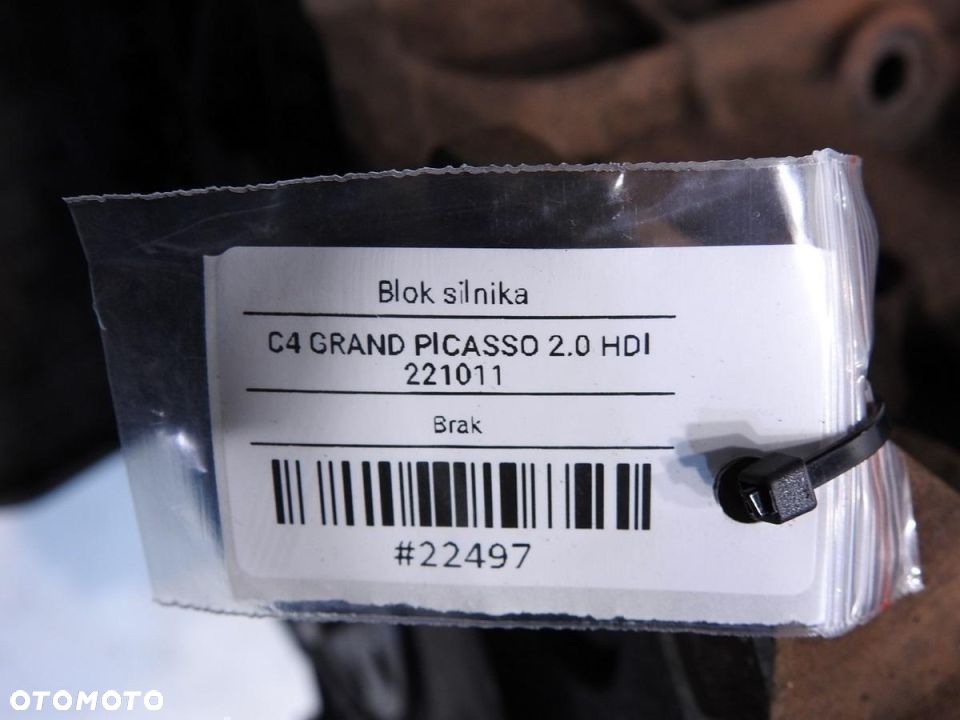 Blok silnika
C4 GRAND PICASSO 2.0 HDI
221011
Brak
#22497
OTOMOTO